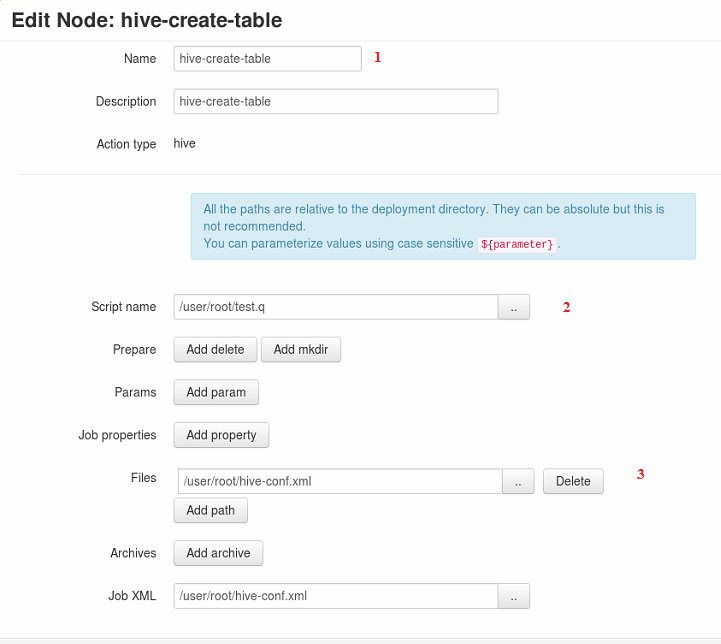 Edit Node: hive-create-table
Name hive-create-table 1
Description hive-create-table
Action type hive
All the paths are relative to the deployment directory. They can be absolute but this is
not recommended.
You can parameterize values using case sensitive ${parameter}.
Script name /user/root/test.q .. 2
Prepare Add delete Add mkdir
Params Add param
Job properties Add property
Files /user/root/hive-conf.xml .. Delete 3
Add path
Archives Add archive
Job XML /user/root/hive-conf.xml ..